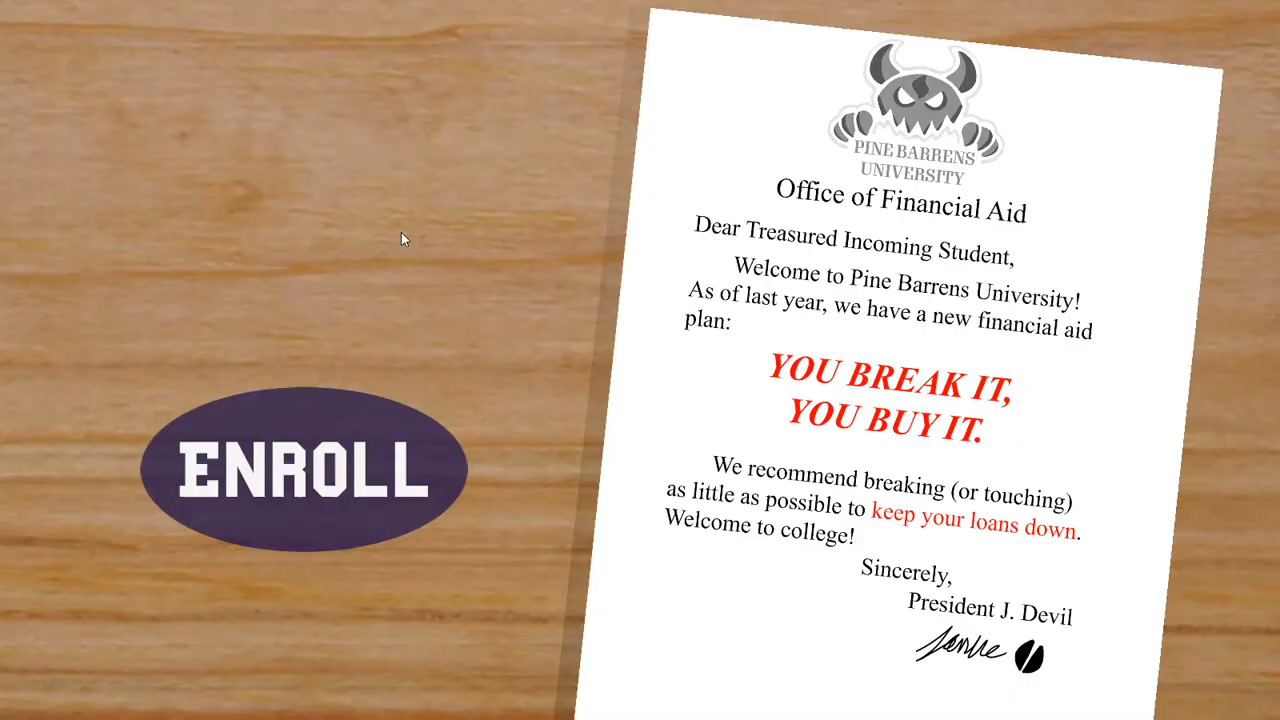 PINE BARRENS
UNIVERSITY
Office of Financial Aid
Dear Treasured Incoming Student,
Welcome to Pine Barrens University!
As of last year, we have a new financial aid
plan:
YOU BREAK IT,
YOU BUY IT.
We recommend breaking (or touching)
as little as possible to keep your loans down.
Welcome to college!
Sincerely,
President J. Devil
ENROLL